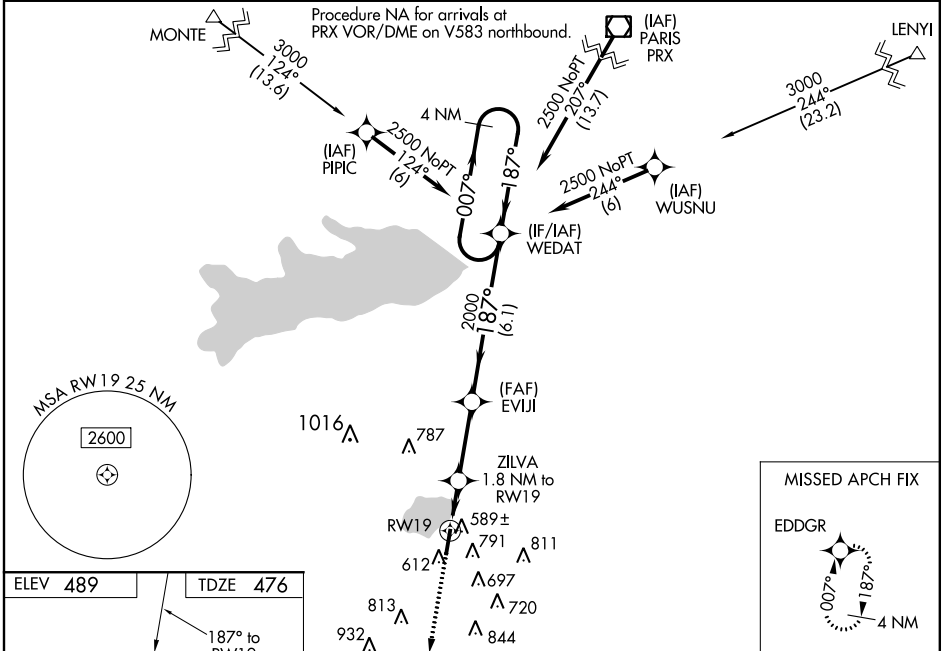 Procedure NA for arrivals at
PRX VOR/DME on V583 northbound.
MONTE
3000
124°
(13.6)
(IAF)
PARIS
PRX
LENYI
3000
244°
(23.2)
2500 NoPT
207°
(13.7)
4 NM
(IAF)
PIPIC
2500 NoPT
124°
(6)
007°
187°
2500 NoPT
244°
(6)
(IAF)
WUSNU
(IF/IAF)
WEDAT
2000
187°
(6.1)
(FAF)
EVIJI
MSA RW19 25 NM
2600
1016
787
ZILVA
1.8 NM to
RW19
RW19
589±
791
811
612
697
720
813
844
932
MISSED APCH FIX
EDDGR
007°
187°
4 NM
ELEV 489
TDZE 476
187° to